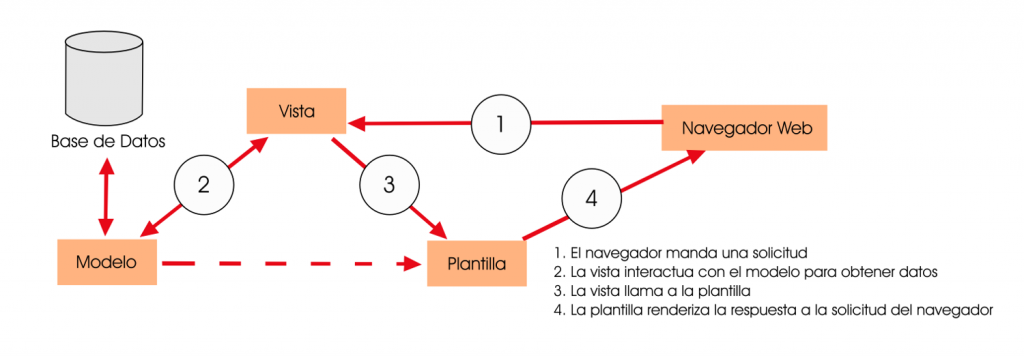 Base de Datos
Vista
1
Navegador Web
2
3
4
Modelo
Plantilla
1. El navegador manda una solicitud
2. La vista interactua con el modelo para obtener datos
3. La vista llama a la plantilla
4. La plantilla renderiza la respuesta a la solicitud del navegador